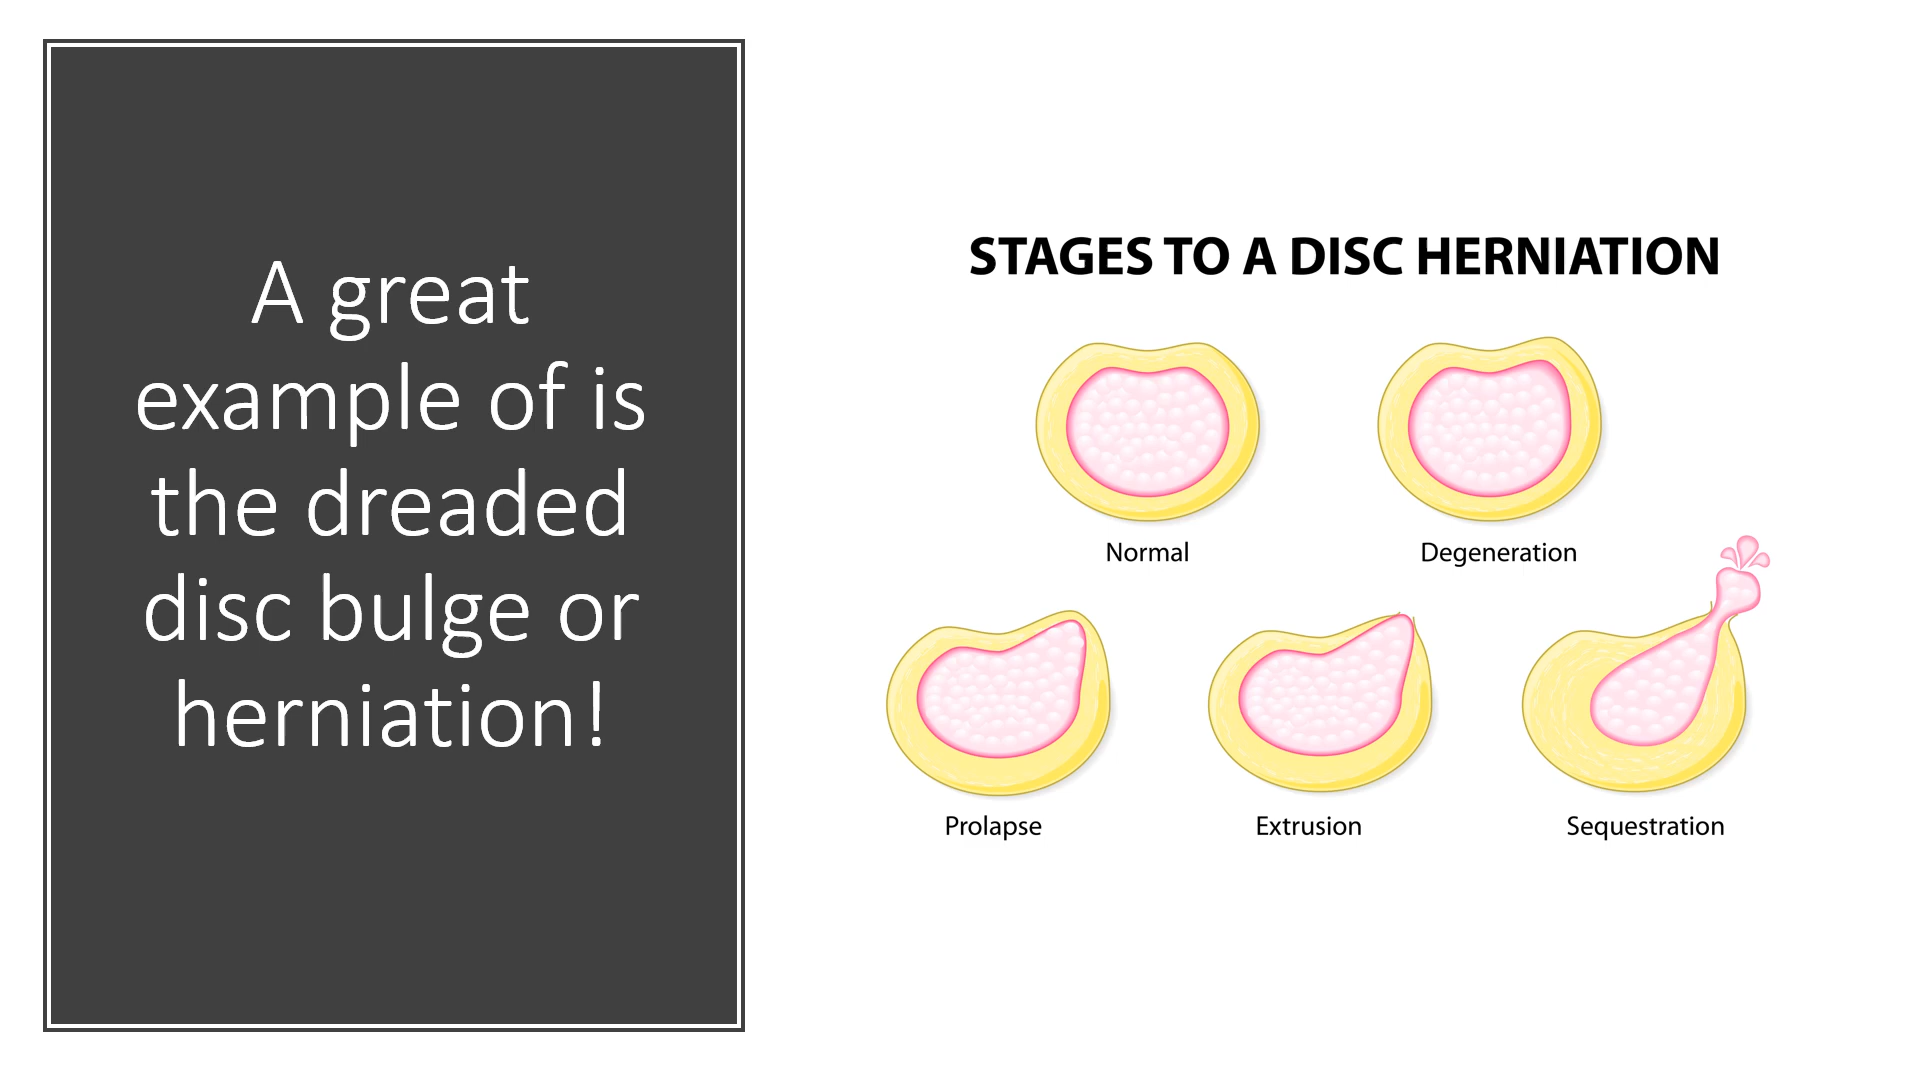 A great
example of is
the dreaded
disc bulge or
herniation!
STAGES TO A DISC HERNIATION
Normal
Degeneration
Prolapse
Extrusion
Sequestration